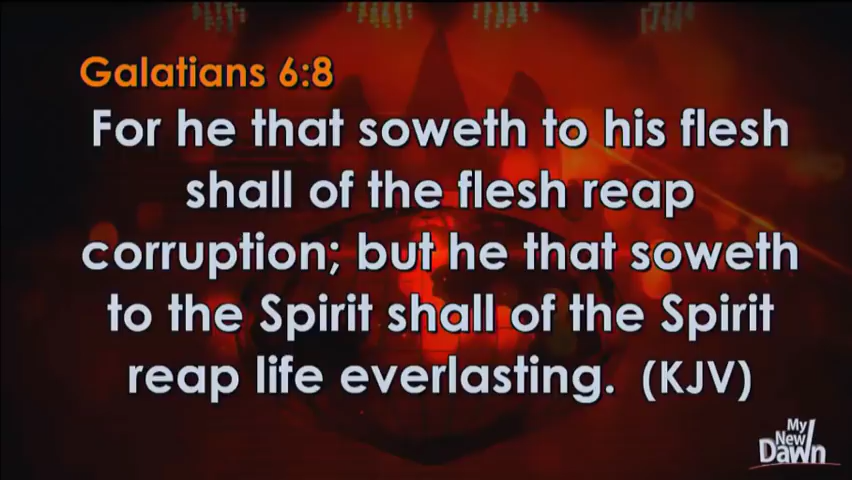 Galatians 6:8
For he that soweth to his flesh
shall of the flesh reap
corruption; but he that soweth
to the Spirit shall of the Spirit
reap life everlasting. (KJV)
My
New
Dawn